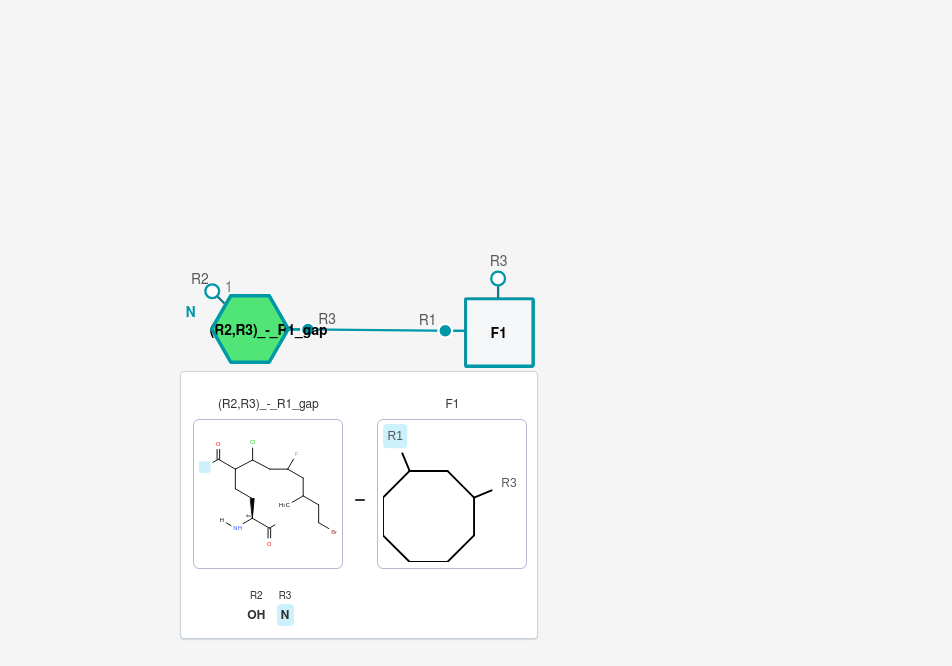 R3
R2
1
N
R3
R1
(R2,R3)_-_R1_gap
F1
(R2,R3)_-_R1_gap
F1
R1
O
Cl
F
R3
H₃C
–
H
NH
O
Br
R2
R3
OH
N